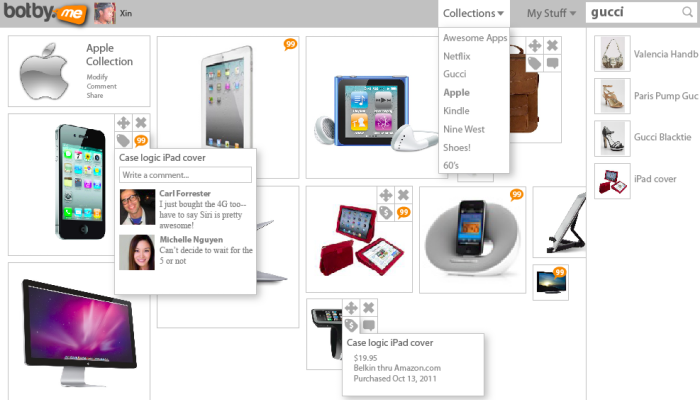 botby.me
Xin
Collections
My Stuff
gucci
Awesome Apps
Netflix
Gucci
Apple
Kindle
Nine West
Shoes!
60's
Apple
Collection
Modify
Comment
Share
99
99
Case logic iPad cover
Write a comment...
Carl Forrester
I just bought the 4G too--
have to say Siri is pretty
awesome!
Michelle Nguyen
Can't decide to wait for the
5 or not
$
99
99
99
$
Case logic iPad cover
$19.95
Belkin thru Amazon.com
Purchased Oct 13, 2011
Valencia Handb
Paris Pump Guc
Gucci Blacktie
iPad cover